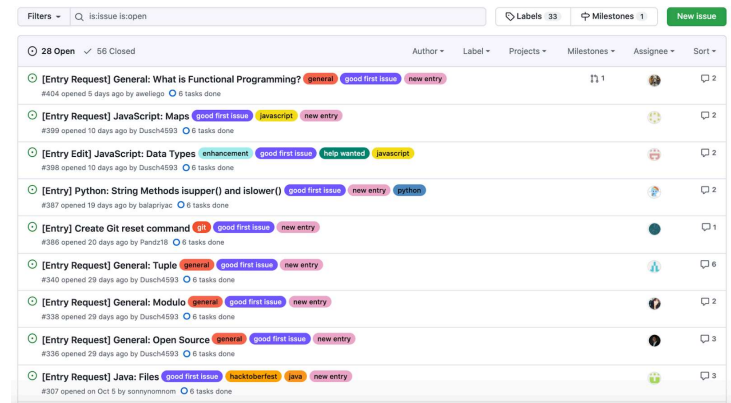 Filters is:issue is:open Labels 33 Milestones 1 New issue
28 Open 56 Closed Author Label Projects Milestones Assignee Sort
[Entry Request] General: What is Functional Programming? general good first issue new entry 1 2
#404 opened 5 days ago by aweliego 6 tasks done
[Entry Request] JavaScript: Maps good first issue javascript new entry 2
#399 opened 10 days ago by Dusch4593 6 tasks done
[Entry Edit] JavaScript: Data Types enhancement good first issue help wanted javascript 2
#398 opened 10 days ago by Dusch4593 6 tasks done
[Entry] Python: String Methods isupper() and islower() good first issue new entry python 2
#387 opened 19 days ago by balapriyac 6 tasks done
[Entry] Create Git reset command git good first issue new entry 1
#386 opened 20 days ago by Pandz18 6 tasks done
[Entry Request] General: Tuple general good first issue new entry 6
#340 opened 29 days ago by Dusch4593 6 tasks done
[Entry Request] General: Modulo general good first issue new entry 2
#338 opened 29 days ago by Dusch4593 6 tasks done
[Entry Request] General: Open Source general good first issue new entry 3
#336 opened 29 days ago by Dusch4593 6 tasks done
[Entry Request] Java: Files good first issue hacktoberfest java new entry 3
#307 opened on Oct 5 by sonnynomnom 6 tasks done